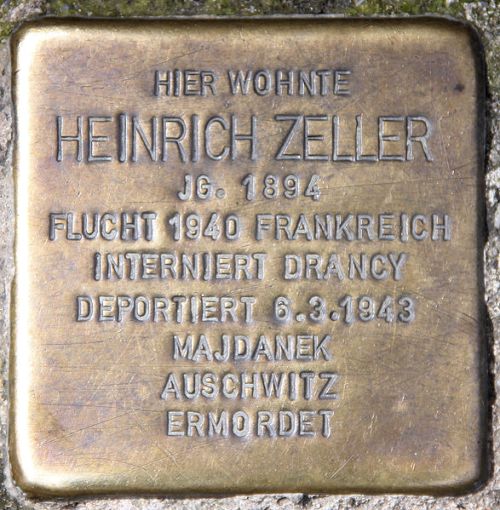 HIER WOHNTE
HEINRICH ZELLER
JG. 1894
FLUCHT 1940 FRANKREICH
INTERNIERT DRANCY
DEPORTIERT 6.3.1943
MAJDANEK
AUSCHWITZ
ERMORDET